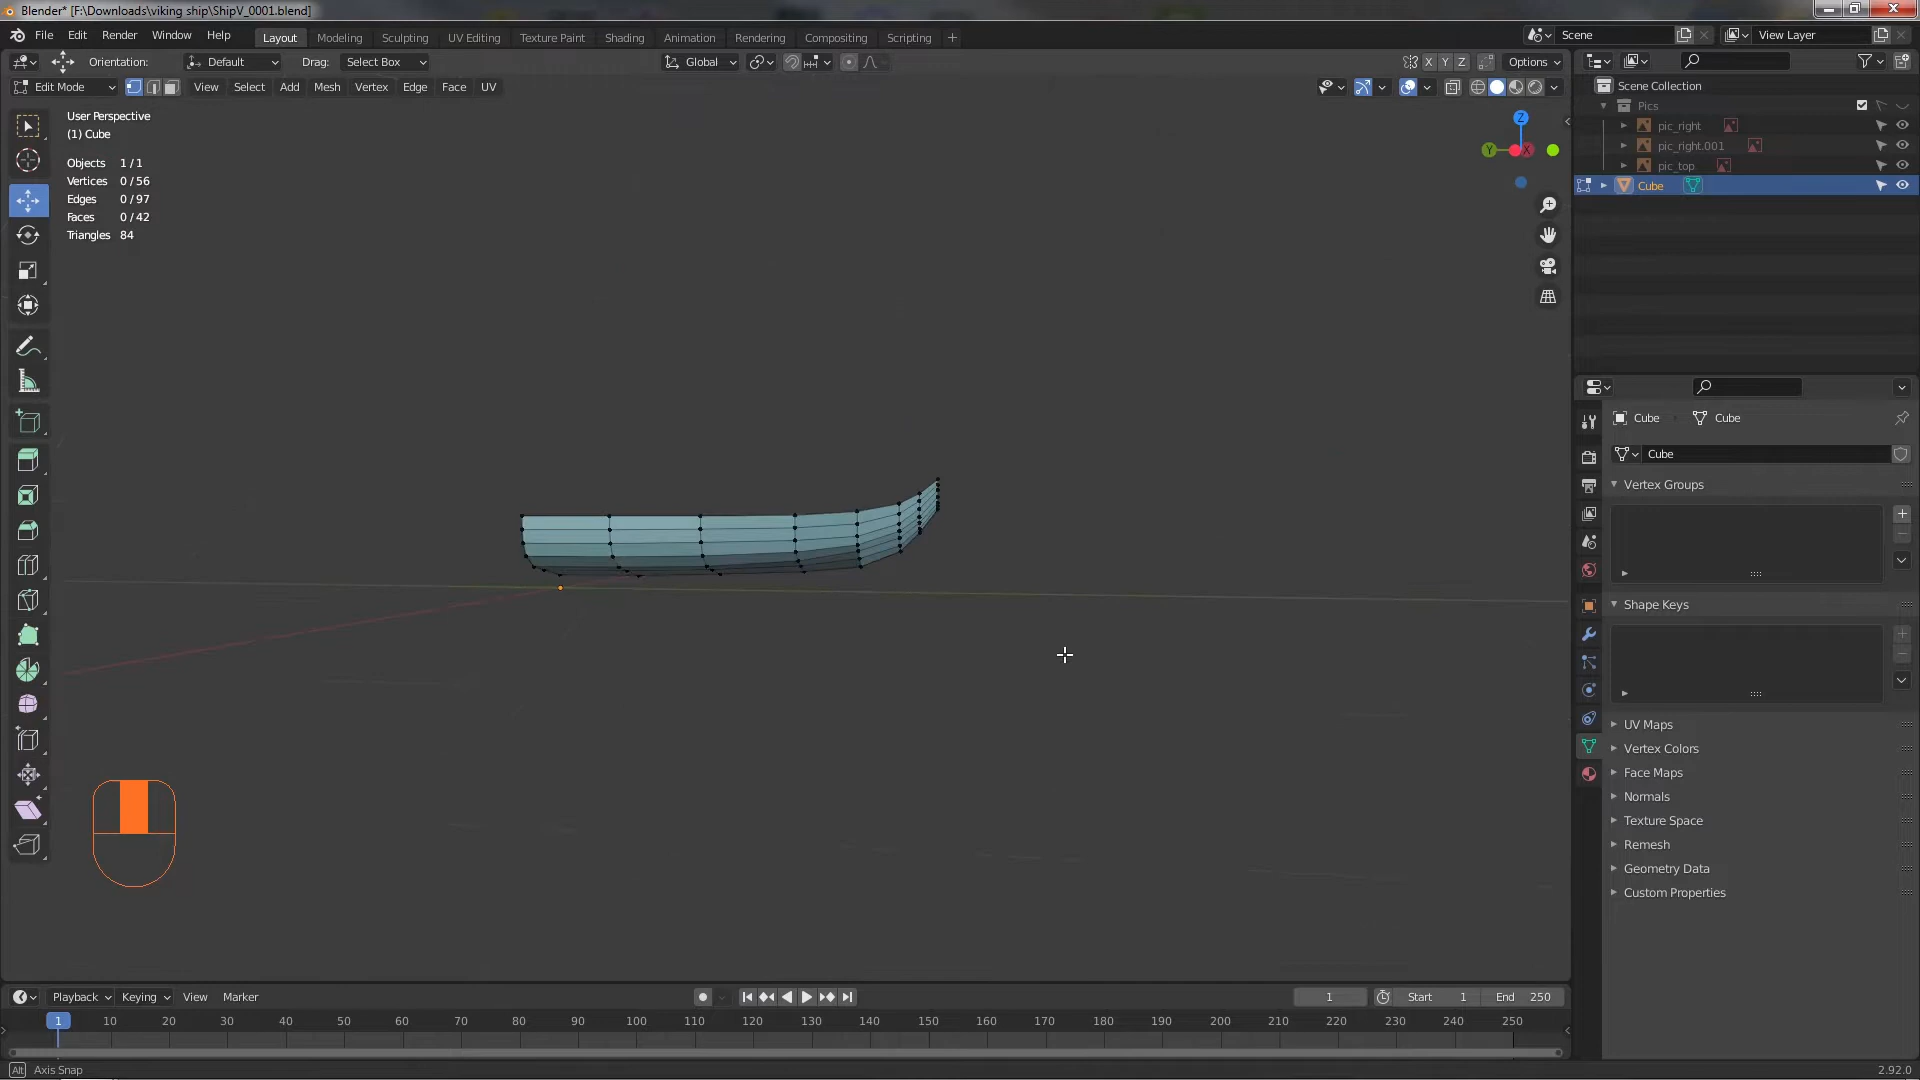 Blender* [F:\Downloads\viking ship\ShipV_0001.blend]
File Edit Render Window Help Layout Modeling Sculpting UV Editing Texture Paint Shading Animation Rendering Compositing Scripting + Scene View Layer
Orientation: Default Drag: Select Box Global X Y Z Options
Edit Mode View Select Add Mesh Vertex Edge Face UV
Scene Collection
Pics
pic_right
pic_right.001
pic_top
Cube
User Perspective
(1) Cube
Objects 1/1
Vertices 0/56
Edges 0/97
Faces 0/42
Triangles 84
Z
Y X
Cube Cube
Cube
Vertex Groups
Shape Keys
UV Maps
Vertex Colors
Face Maps
Normals
Texture Space
Remesh
Geometry Data
Custom Properties
Playback Keying View Marker 1 Start 1 End 250
1 10 20 30 40 50 60 70 80 90 100 110 120 130 140 150 160 170 180 190 200 210 220 230 240 250
Alt Axis Snap 2.92.0